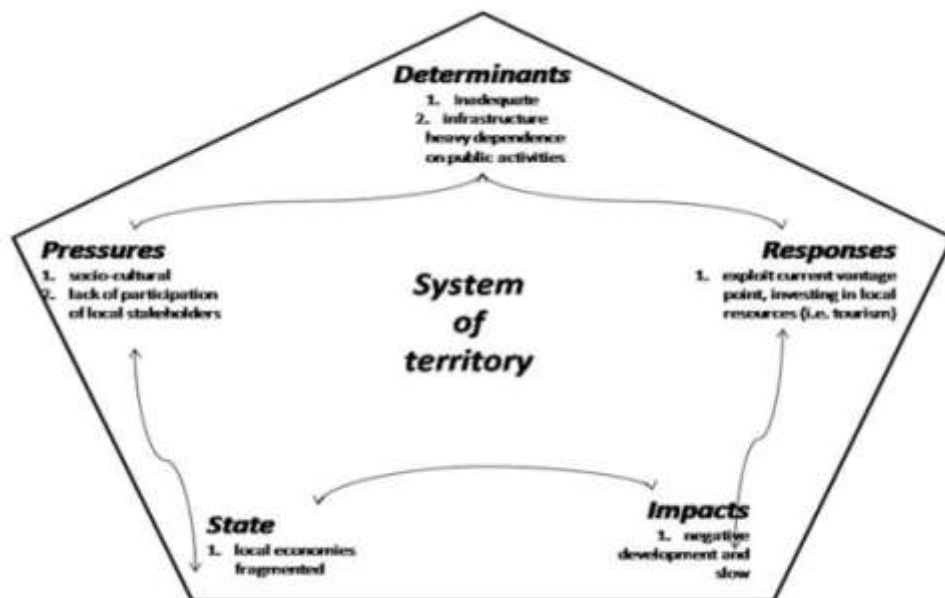 Determinants
1. inadequate
2. infrastructure
heavy dependence
on public activities
Pressures
1. socio-cultural
2. lack of participation
of local stakeholders
Responses
1. exploit current vantage
point, investing in local
resources (i.e. tourism)
System
of
territory
State
1. local economies
fragmented
Impacts
1. negative
development and
slow